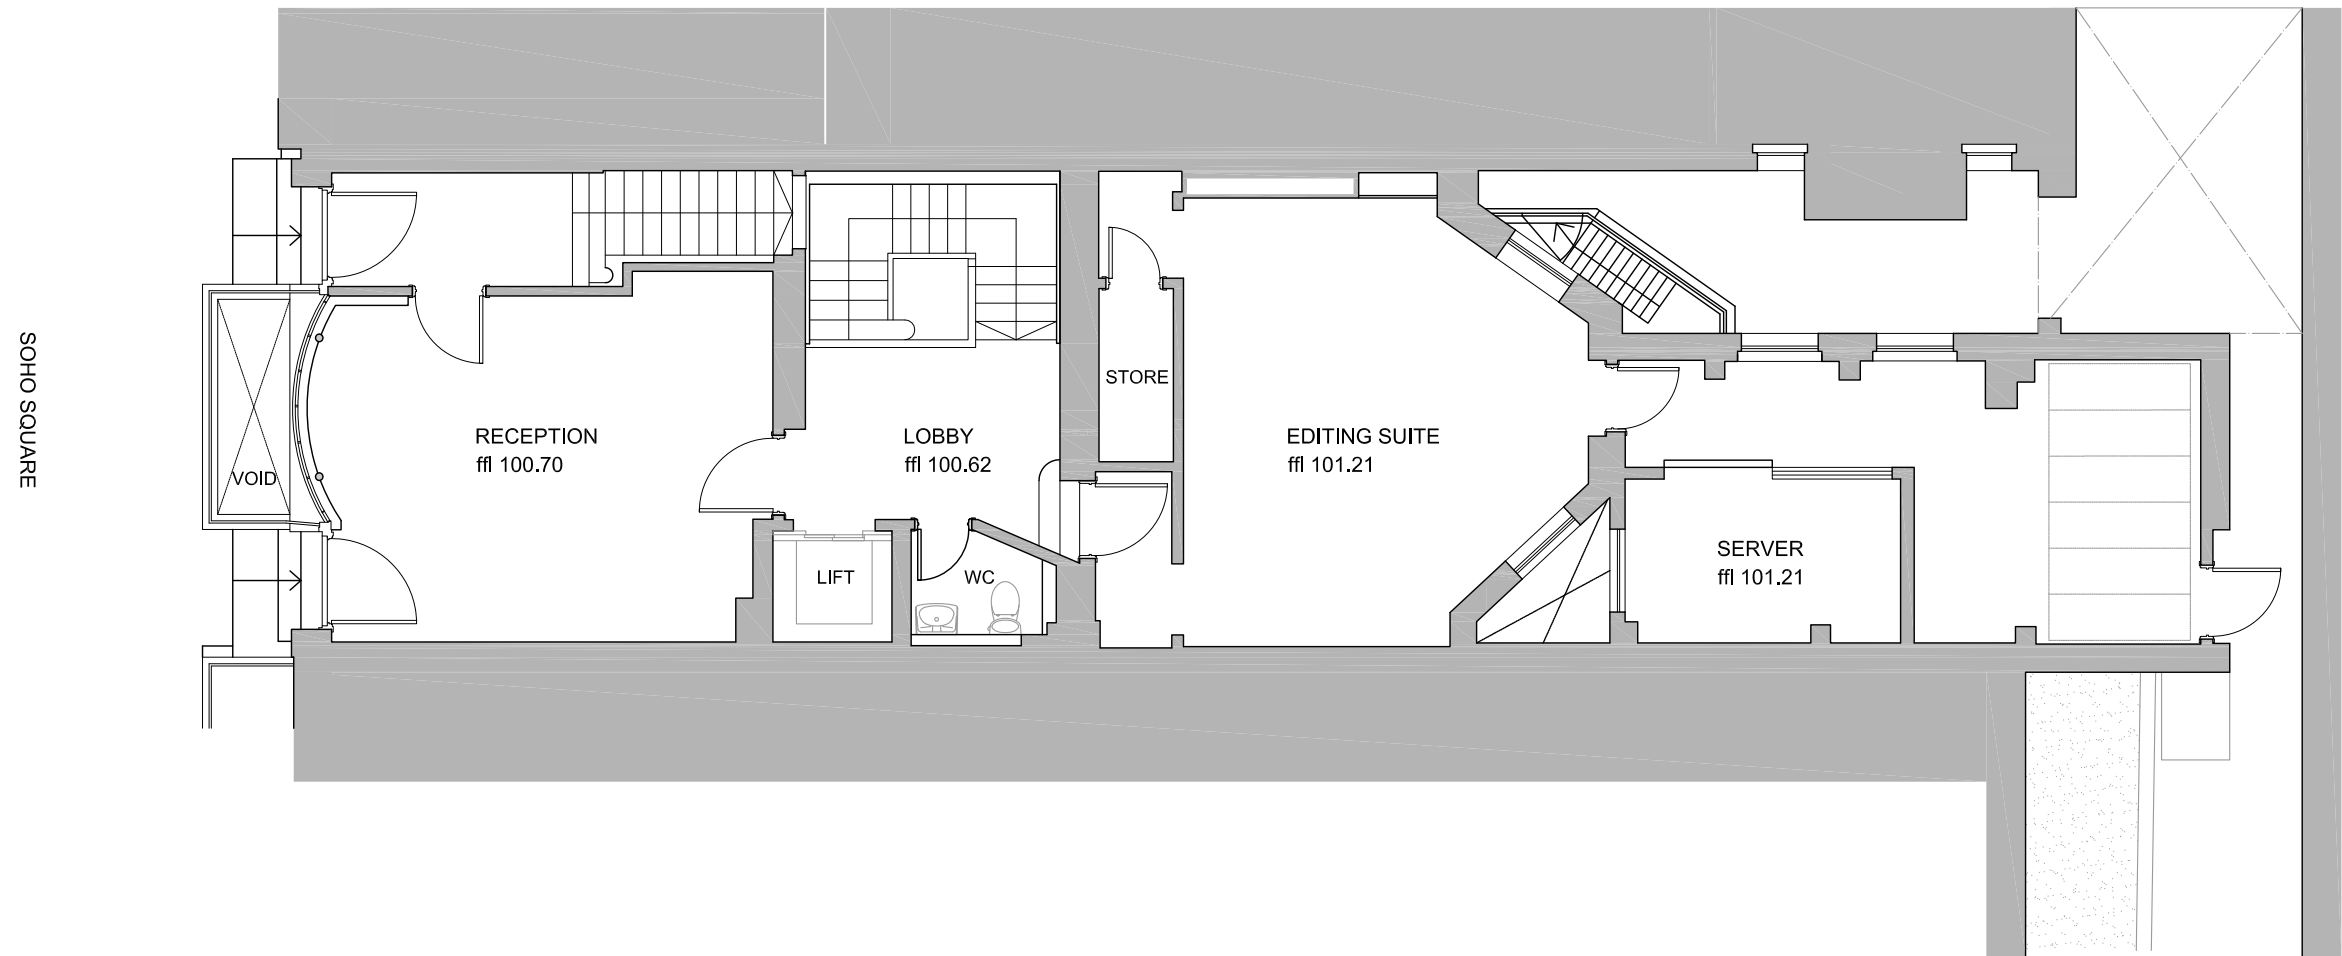 SOHO SQUARE
VOID
RECEPTION
ffl 100.70
LOBBY
ffl 100.62
LIFT
WC
STORE
EDITING SUITE
ffl 101.21
SERVER
ffl 101.21